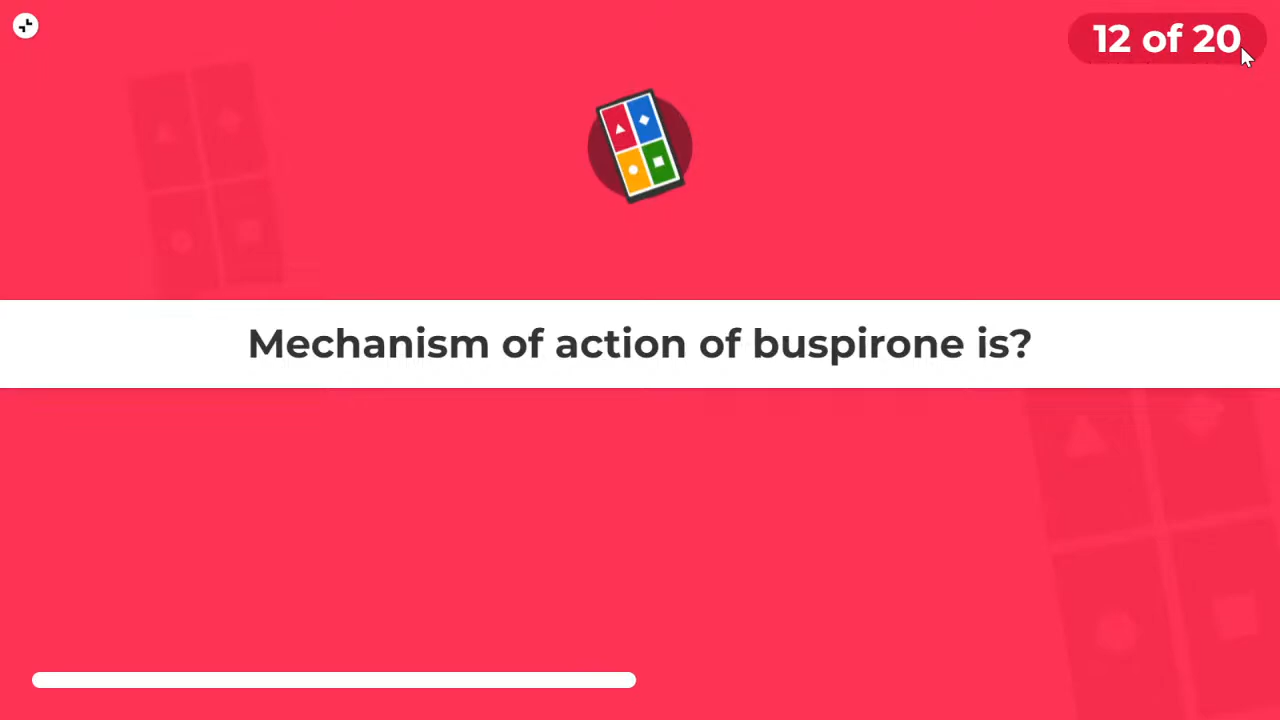 12 of 20
Mechanism of action of buspirone is?